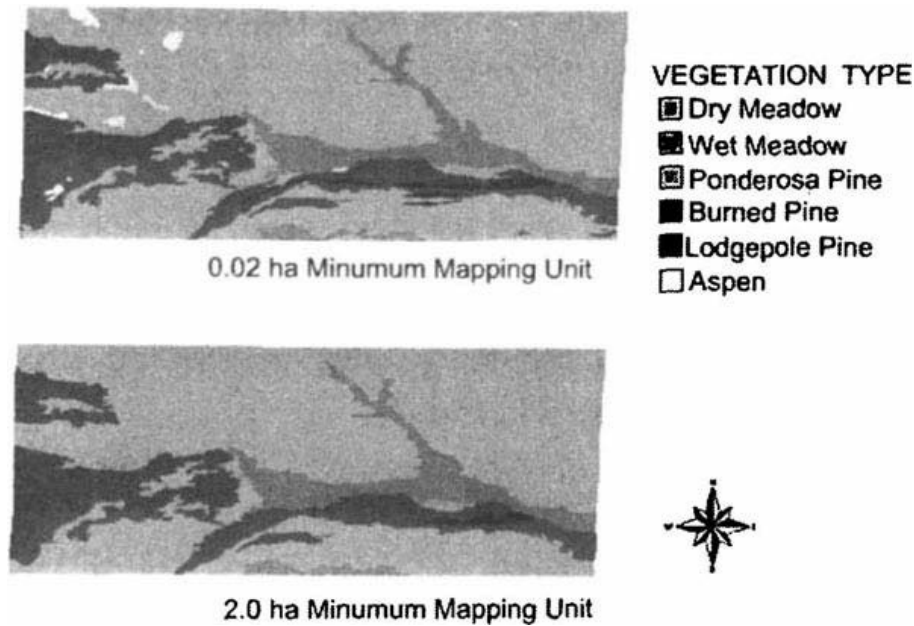 VEGETATION TYPE
Dry Meadow
Wet Meadow
Ponderosa Pine
Burned Pine
Lodgepole Pine
Aspen
0.02 ha Minumum Mapping Unit
2.0 ha Minumum Mapping Unit